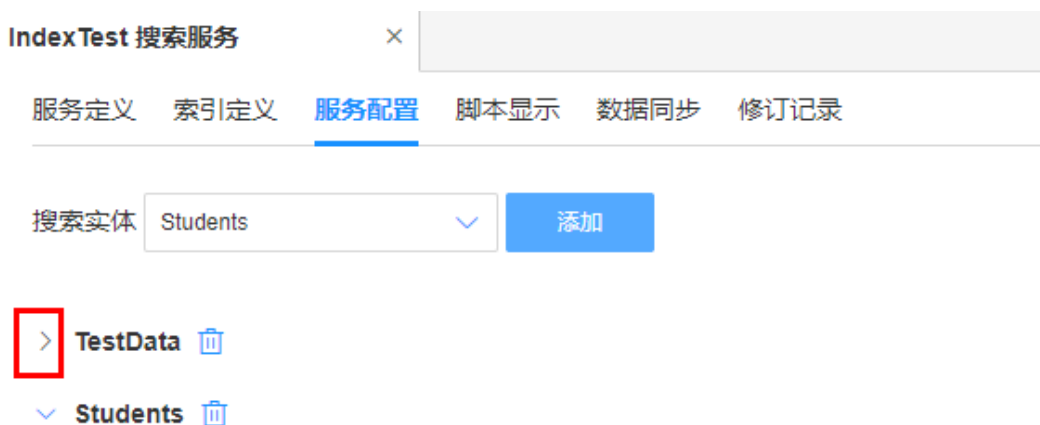 IndexTest 搜索服务
服务定义 索引定义 服务配置 脚本显示 数据同步 修订记录
搜索实体 Students 添加
TestData
Students